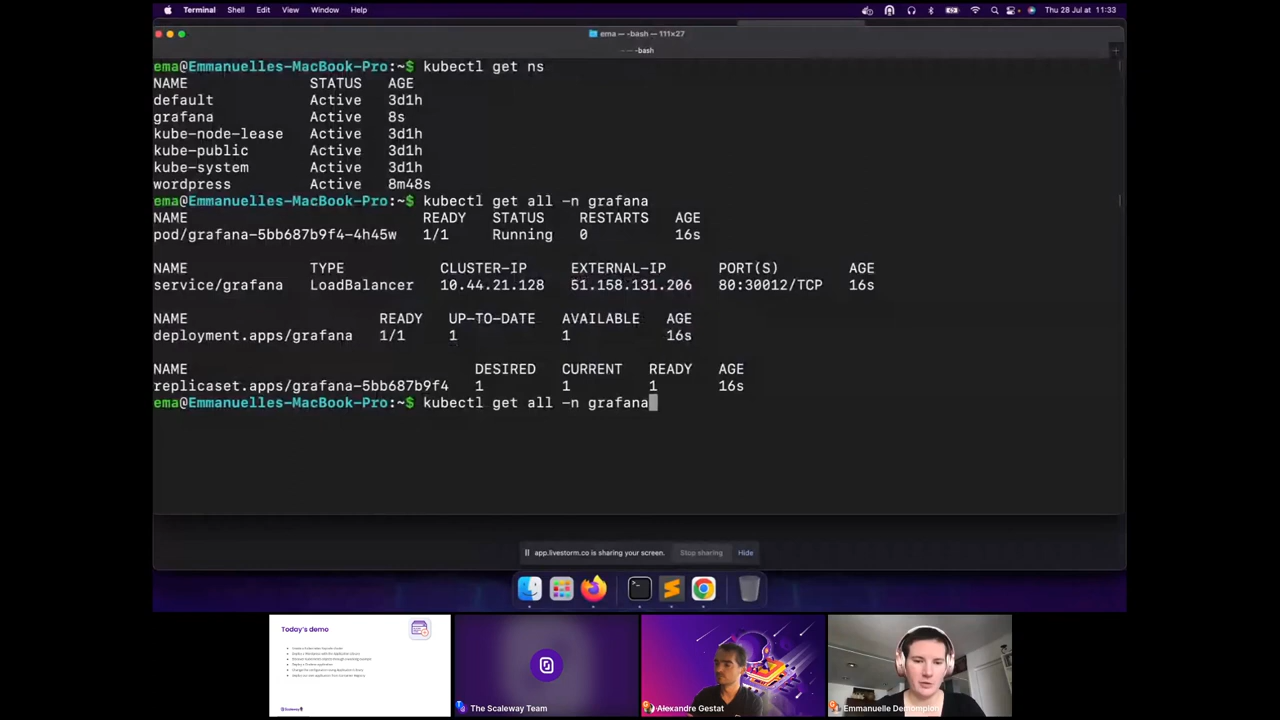 Terminal Shell Edit View Window Help Thu 28 Jul at 11:33
ema — -bash — 111×27
-bash
ema@Emmanuelles-MacBook-Pro:~$ kubectl get ns
NAME STATUS AGE
default Active 3d1h
grafana Active 8s
kube-node-lease Active 3d1h
kube-public Active 3d1h
kube-system Active 3d1h
wordpress Active 8m48s
ema@Emmanuelles-MacBook-Pro:~$ kubectl get all -n grafana
NAME READY STATUS RESTARTS AGE
pod/grafana-5bb687b9f4-4h45w 1/1 Running 0 16s
NAME TYPE CLUSTER-IP EXTERNAL-IP PORT(S) AGE
service/grafana LoadBalancer 10.44.21.128 51.158.131.206 80:30012/TCP 16s
NAME READY UP-TO-DATE AVAILABLE AGE
deployment.apps/grafana 1/1 1 1 16s
NAME DESIRED CURRENT READY AGE
replicaset.apps/grafana-5bb687b9f4 1 1 1 16s
ema@Emmanuelles-MacBook-Pro:~$ kubectl get all -n grafana
app.livestorm.co is sharing your screen. Stop sharing Hide
Today's demo
Scaleway
The Scaleway Team
Alexandre Gestat
Emmanuelle Demompion